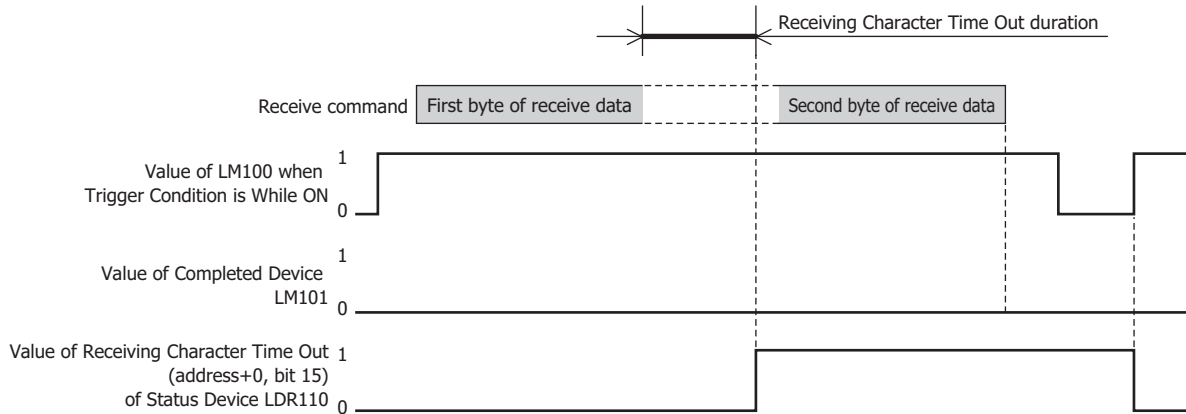 Receiving Character Time Out duration
Receive command
First byte of receive data
Second byte of receive data
Value of LM100 when
Trigger Condition is While ON
1
0
Value of Completed Device
LM101
1
0
Value of Receiving Character Time Out
(address+0, bit 15)
of Status Device LDR110
1
0